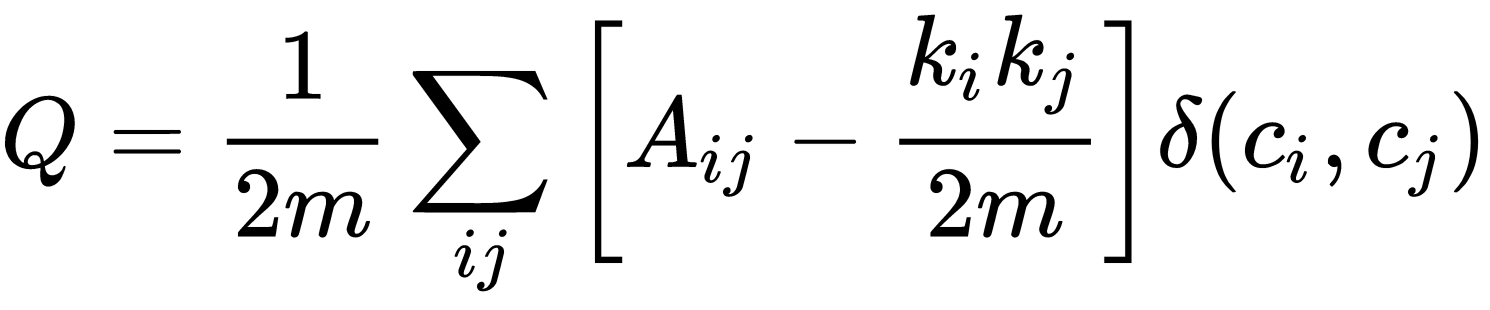 Q = \frac{1}{2m} \sum_{ij} \left[ A_{ij} - \frac{k_i k_j}{2m} \right] \delta(c_i, c_j)